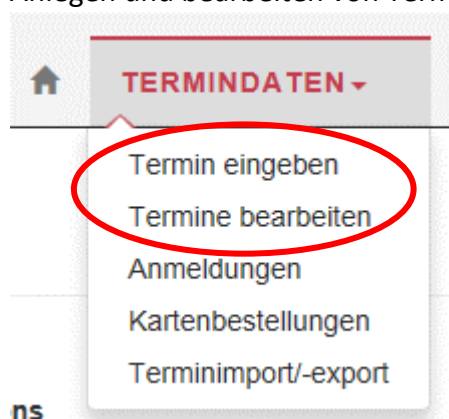 Anlegen und bearbeiten von Term
TERMINDATEN
Termin eingeben
Termine bearbeiten
Anmeldungen
Kartenbestellungen
Terminimport/-export
ns